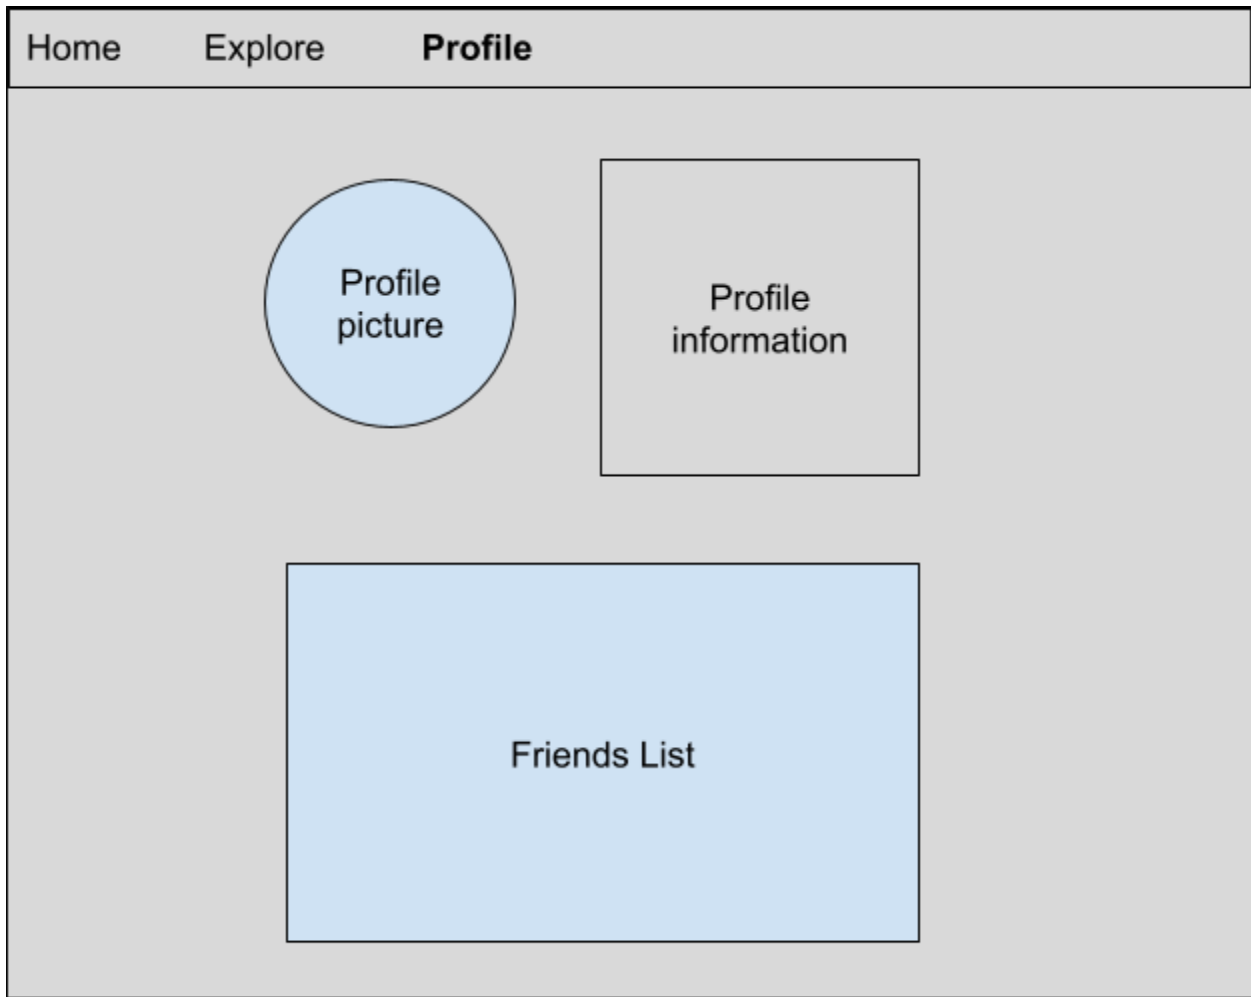 Home Explore Profile
Profile
picture
Profile
information
Friends List